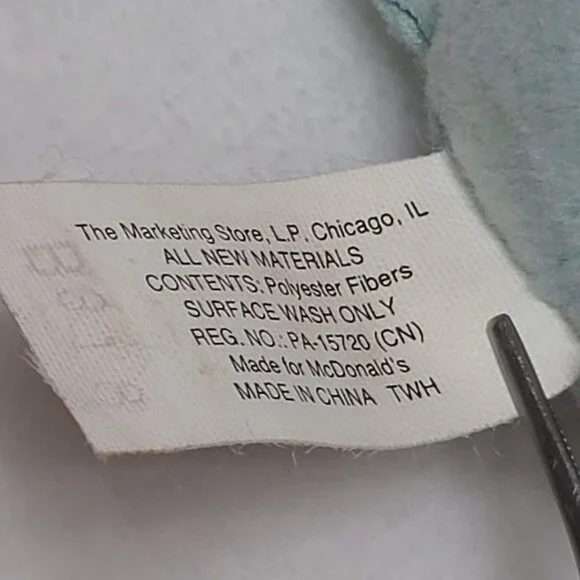 The Marketing Store, L.P. Chicago, IL
ALL NEW MATERIALS
CONTENTS: Polyester Fibers
SURFACE WASH ONLY
REG. NO.: PA-15720 (CN)
Made for McDonald's
MADE IN CHINA TWH